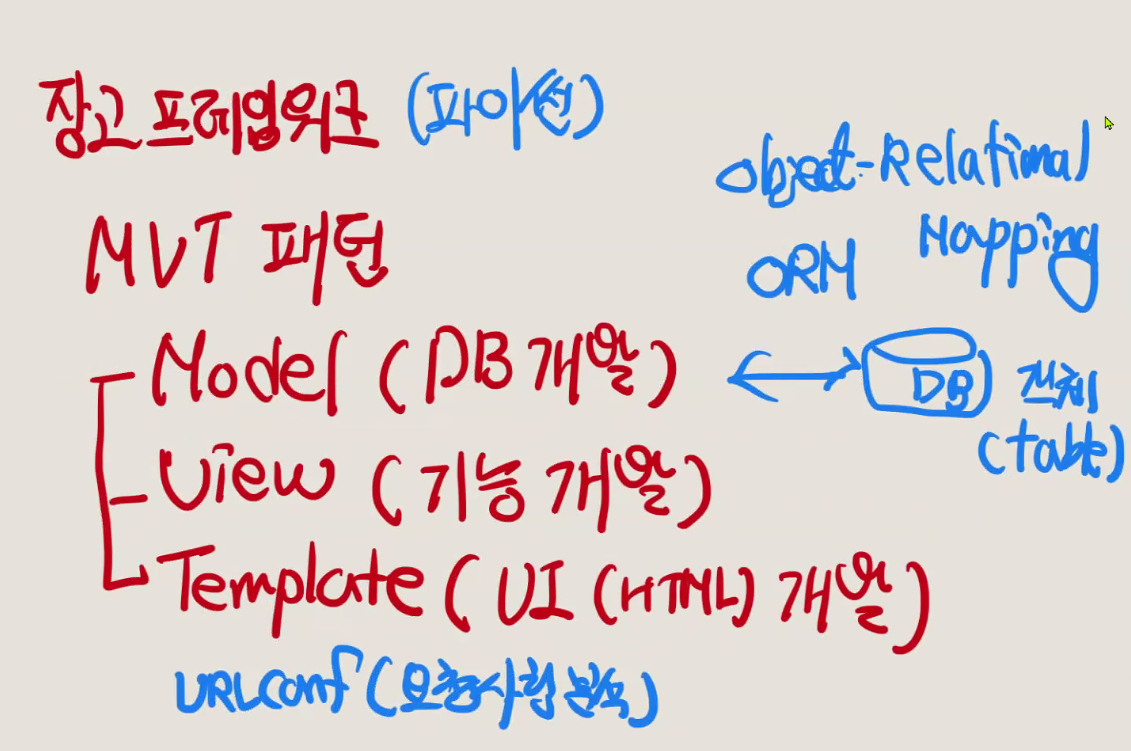 장고 프레임워크 (파이썬)
MVT 패턴
Object-Relational
Mapping
ORM
Model (DB 개발)
DB
(table)
View (기능 개발)
Template (UI (HTML) 개발)
URLConf (요청사항 분석)